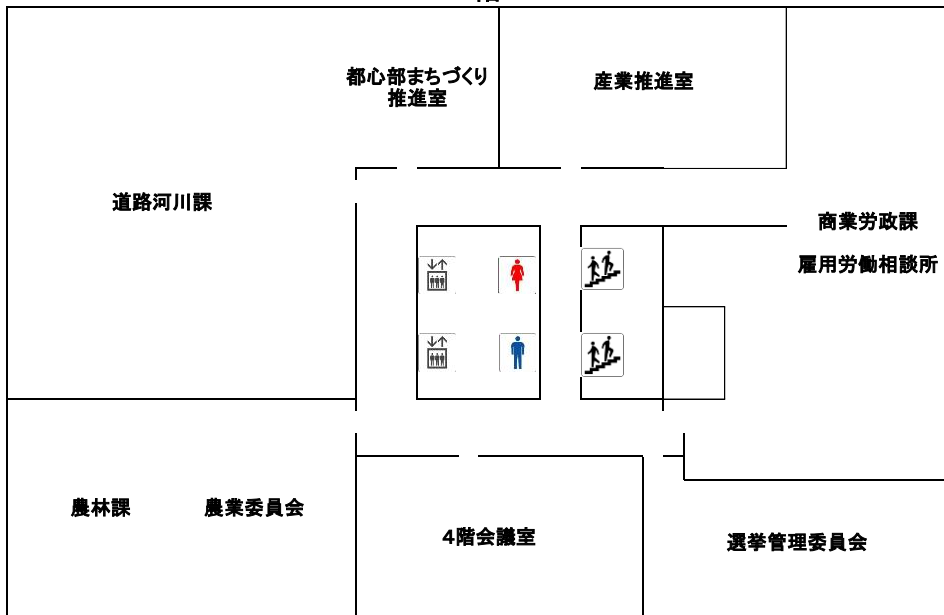 都心部まちづくり
推進室
産業推進室
道路河川課
商業労政課
雇用労働相談所
農林課
農業委員会
4階会議室
選挙管理委員会